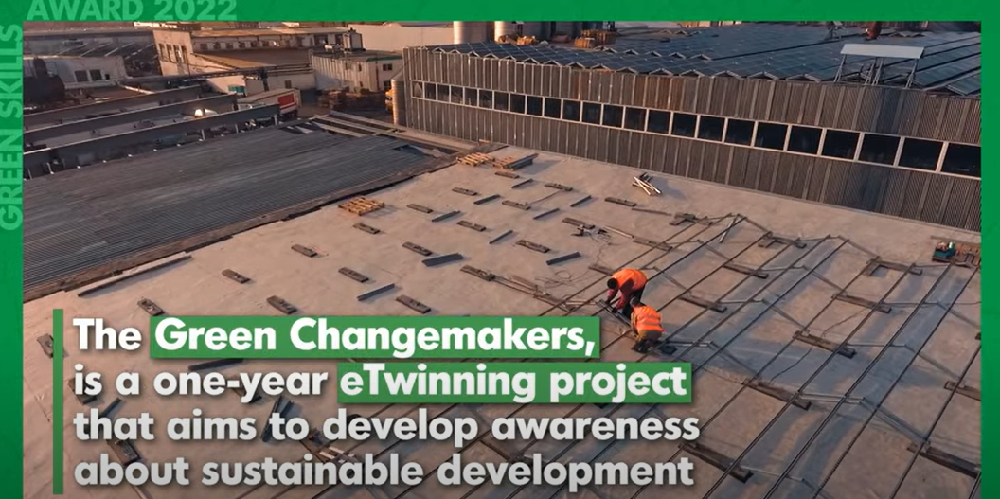 AWARD 2022
GREEN SKILLS
The Green Changemakers,
is a one-year eTwinning project
that aims to develop awareness
about sustainable development